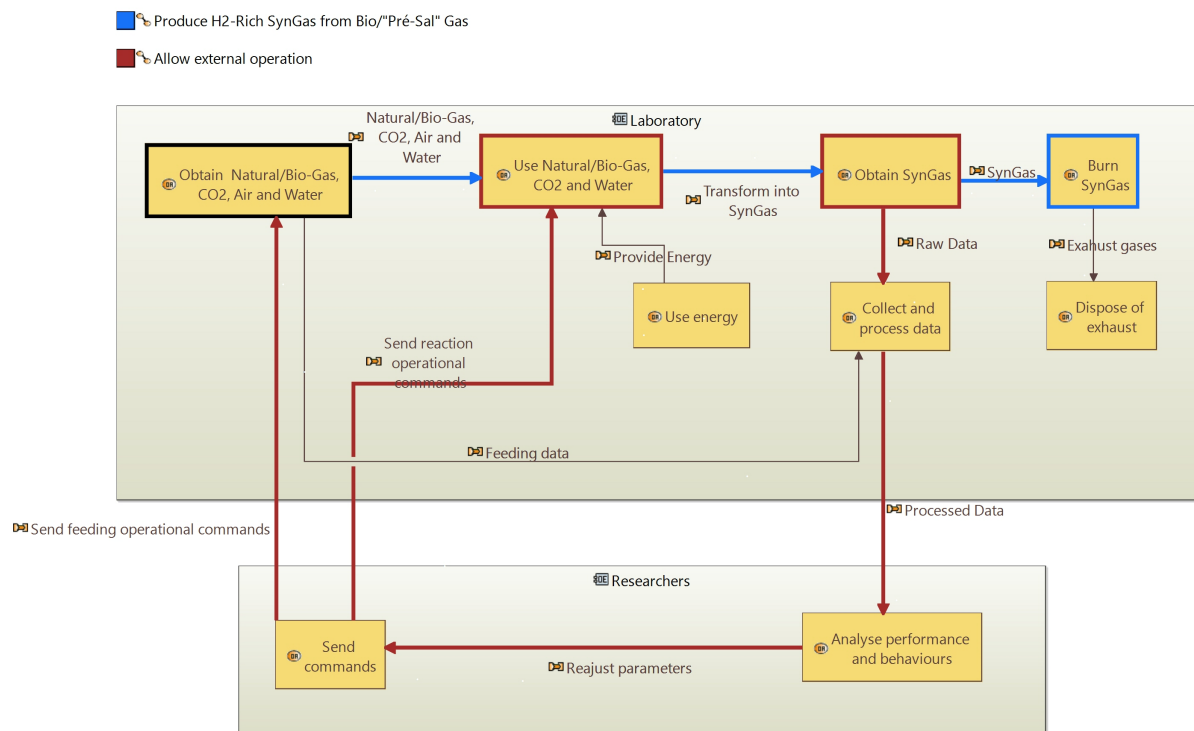 Produce H2-Rich SynGas from Bio/"Pré-Sal" Gas
Allow external operation
Laboratory
Natural/Bio-Gas,
CO2, Air and
Water
Obtain  Natural/Bio-Gas,
CO2, Air and Water
Use Natural/Bio-Gas,
CO2 and Water
Transform into
SynGas
Obtain SynGas
SynGas
Burn
SynGas
Raw Data
Exahust gases
Provide Energy
Use energy
Collect and
process data
Dispose of
exhaust
Send reaction
operational
commands
Feeding data
Processed Data
Send feeding operational commands
Researchers
Send
commands
Analyse performance
and behaviours
Reajust parameters